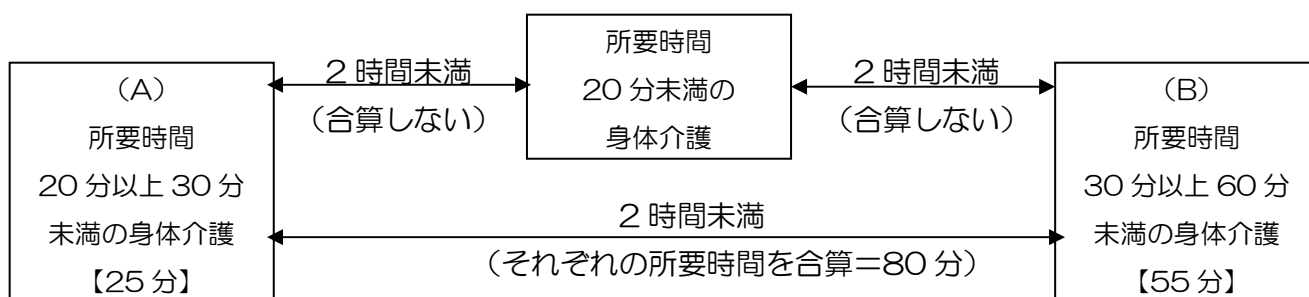 （A）
所要時間
20分以上30分
未満の身体介護
【25分】
2時間未満
（合算しない）
所要時間
20分未満の
身体介護
2時間未満
（合算しない）
（B）
所要時間
30分以上60分
未満の身体介護
【55分】
2時間未満
（それぞれの所要時間を合算＝80分）